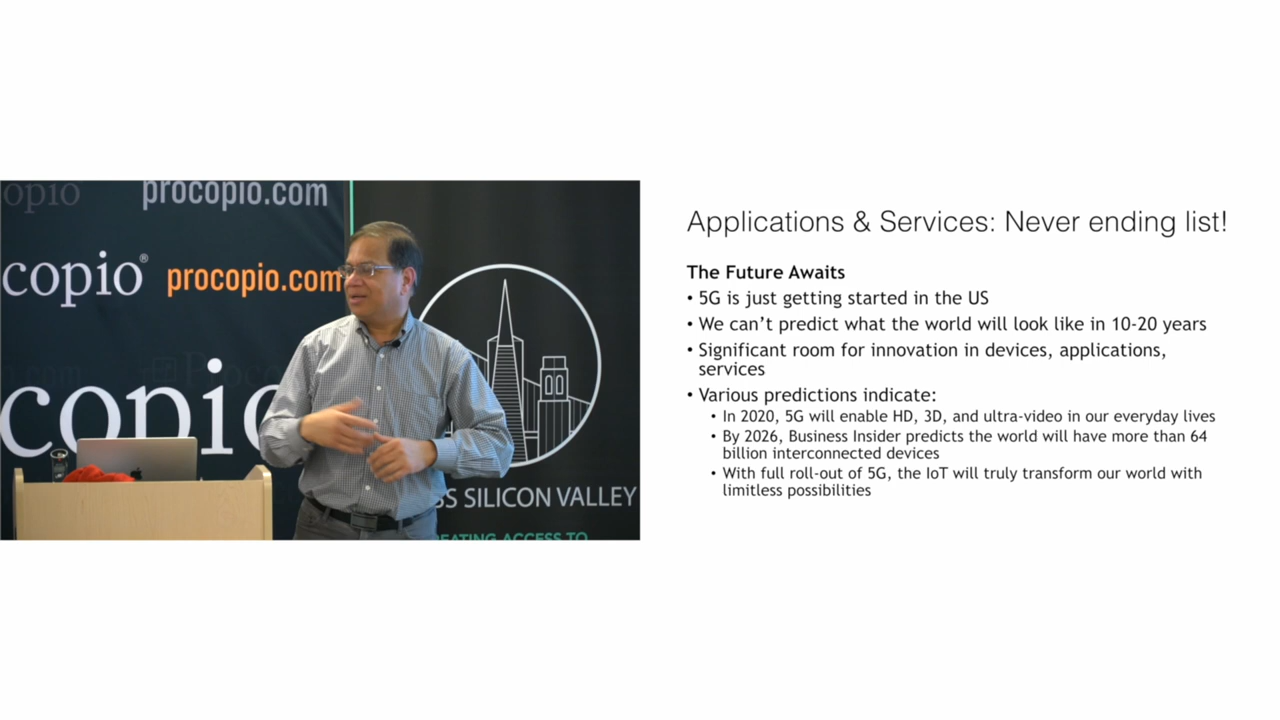 opio
procopio.com
copio®
procopio.com
copio
SS SILICON VALLEY
EATING ACCESS TO
Applications & Services: Never ending list!
The Future Awaits
• 5G is just getting started in the US
• We can't predict what the world will look like in 10-20 years
• Significant room for innovation in devices, applications,
services
• Various predictions indicate:
• In 2020, 5G will enable HD, 3D, and ultra-video in our everyday lives
• By 2026, Business Insider predicts the world will have more than 64
billion interconnected devices
• With full roll-out of 5G, the IoT will truly transform our world with
limitless possibilities